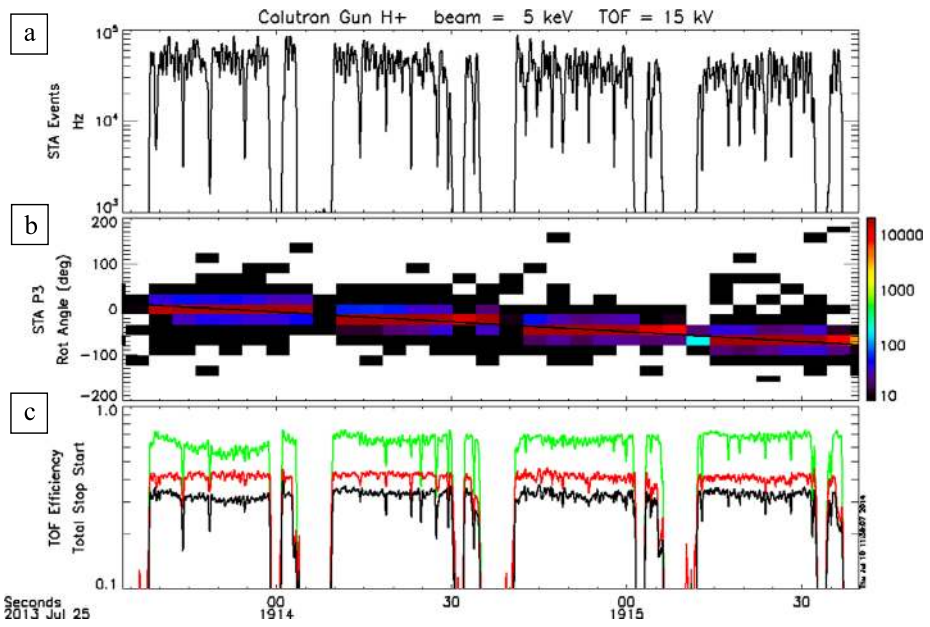 Colutron Gun H+ beam = 5 keV TOF = 15 kV
a
10^5
10^4
10^3
STA Events
Hz
b
200
100
0
-100
-200
STA P3
Rot Angle (deg)
10000
1000
100
10
c
1.0
0.1
TOF Efficiency
Total Stop Start
Seconds
2013 Jul 25
00
1914
30
00
1915
30